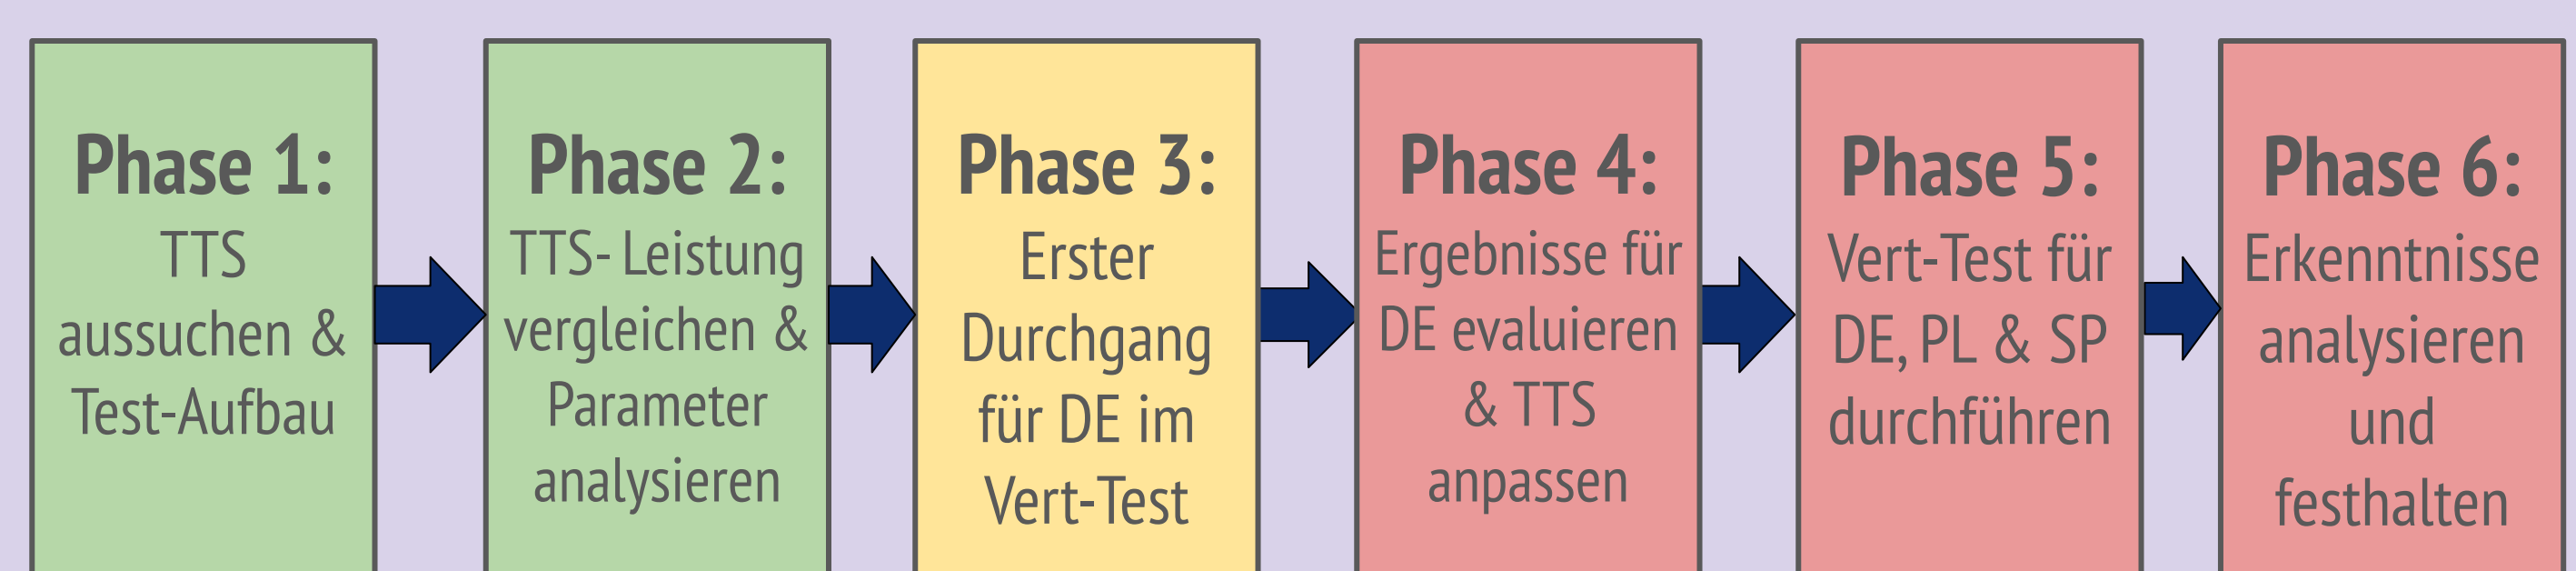 Phase 1:
TTS
aussuchen &
Test-Aufbau
Phase 2:
TTS- Leistung
vergleichen &
Parameter
analysieren
Phase 3:
Erster
Durchgang
für DE im
Vert-Test
Phase 4:
Ergebnisse für
DE evaluieren
& TTS
anpassen
Phase 5:
Vert-Test für
DE, PL & SP
durchführen
Phase 6:
Erkenntnisse
analysieren
und
festhalten